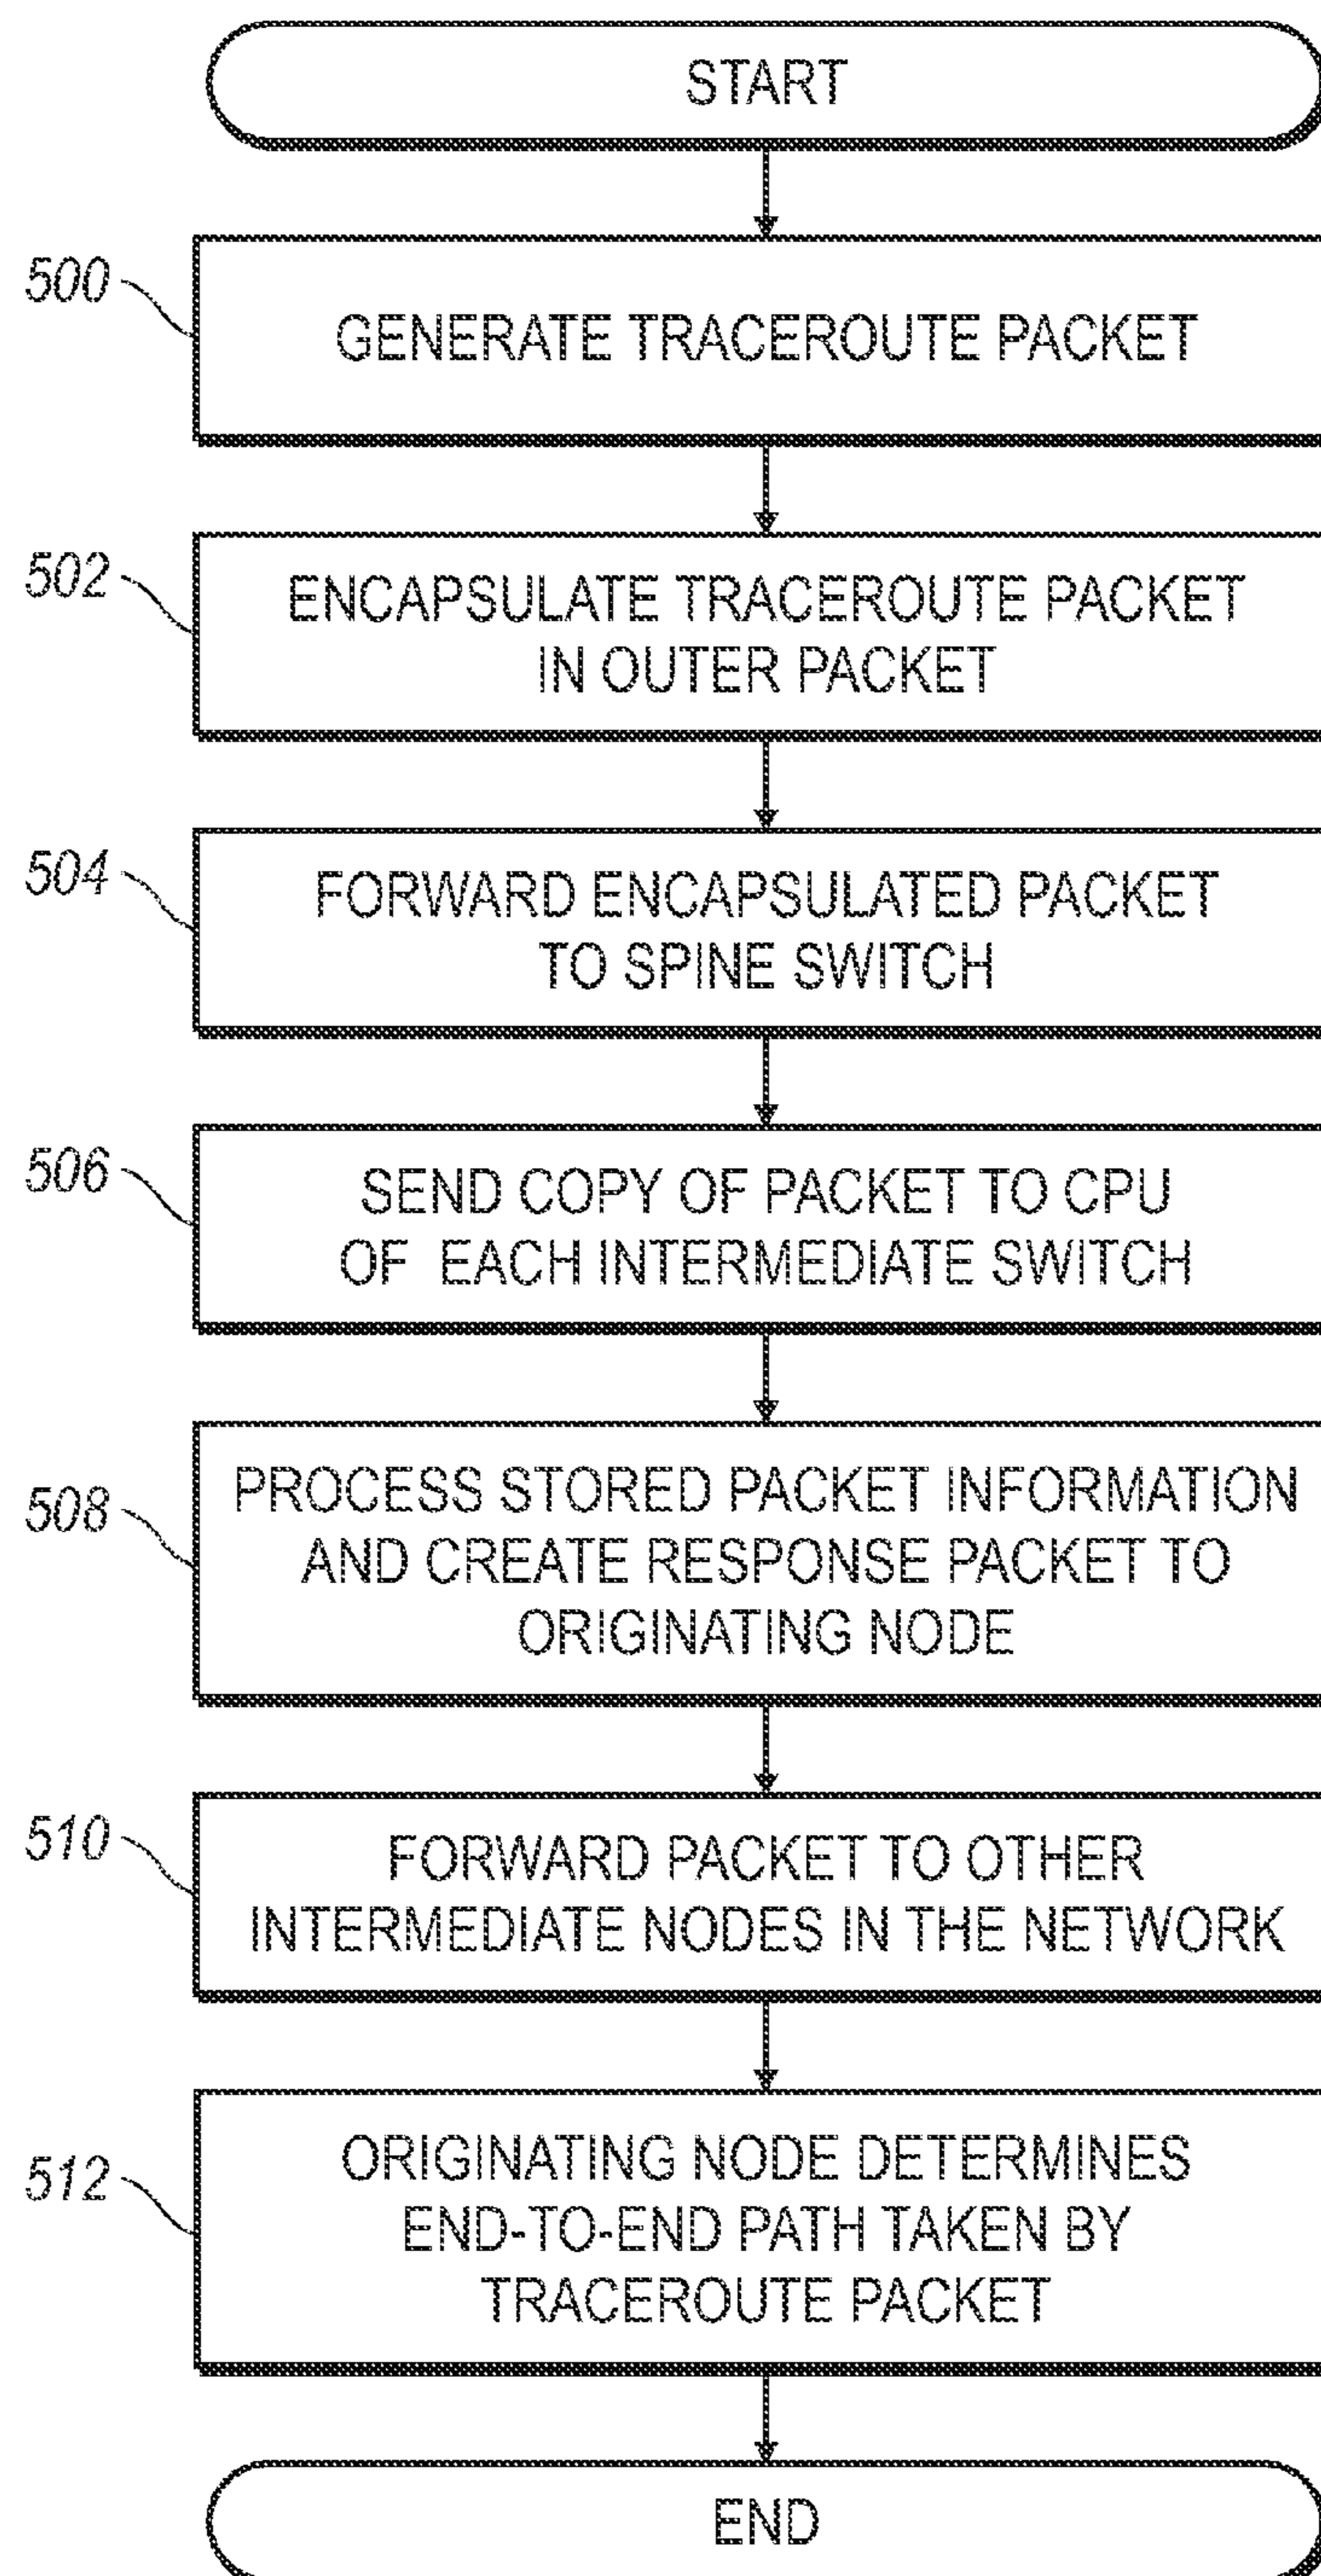 START
500
GENERATE TRACEROUTE PACKET
502
ENCAPSULATE TRACEROUTE PACKET
IN OUTER PACKET
504
FORWARD ENCAPSULATED PACKET
TO SPINE SWITCH
506
SEND COPY OF PACKET TO CPU
OF EACH INTERMEDIATE SWITCH
508
PROCESS STORED PACKET INFORMATION
AND CREATE RESPONSE PACKET TO
ORIGINATING NODE
510
FORWARD PACKET TO OTHER
INTERMEDIATE NODES IN THE NETWORK
512
ORIGINATING NODE DETERMINES
END-TO-END PATH TAKEN BY
TRACEROUTE PACKET
END